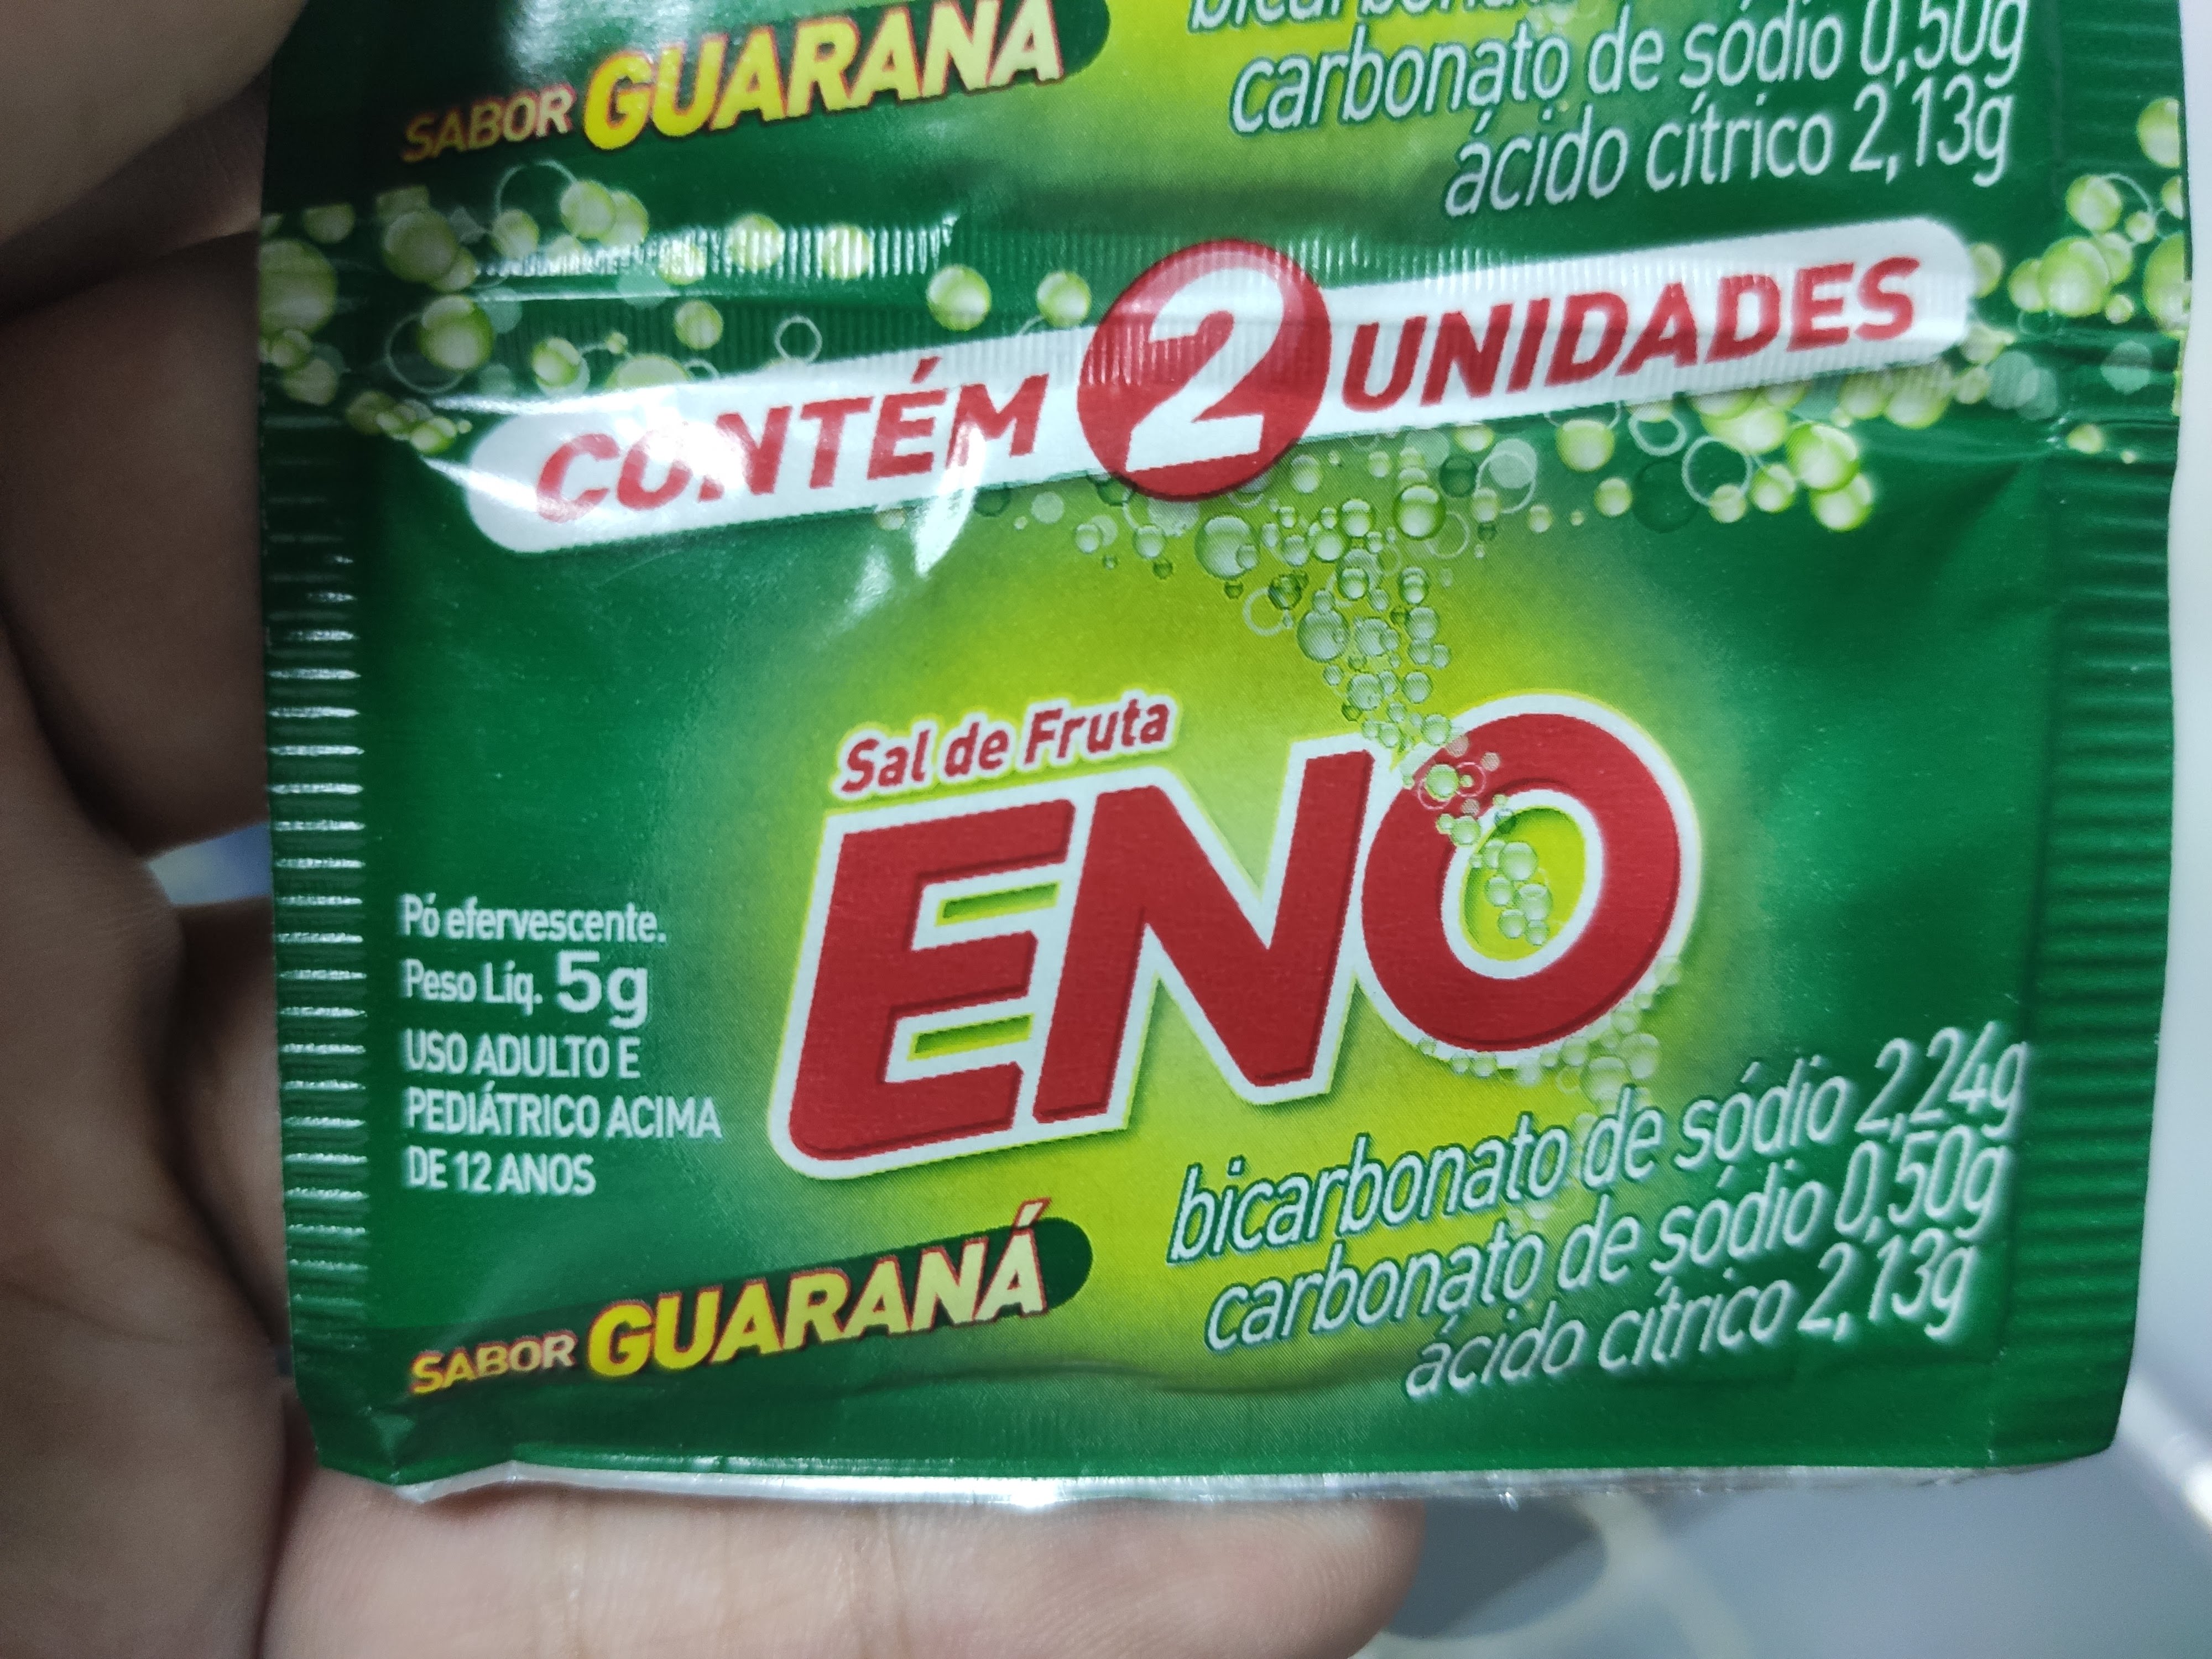 SABOR GUARANÁ
carbonato de sódio 0,50g
ácido cítrico 2,13g
CONTÉM 2 UNIDADES
Sal de Fruta
ENO
Pó efervescente.
Peso Líq. 5g
USO ADULTO E
PEDIÁTRICO ACIMA
DE 12 ANOS
SABOR GUARANÁ
bicarbonato de sódio 2,24g
carbonato de sódio 0,50g
ácido cítrico 2,13g